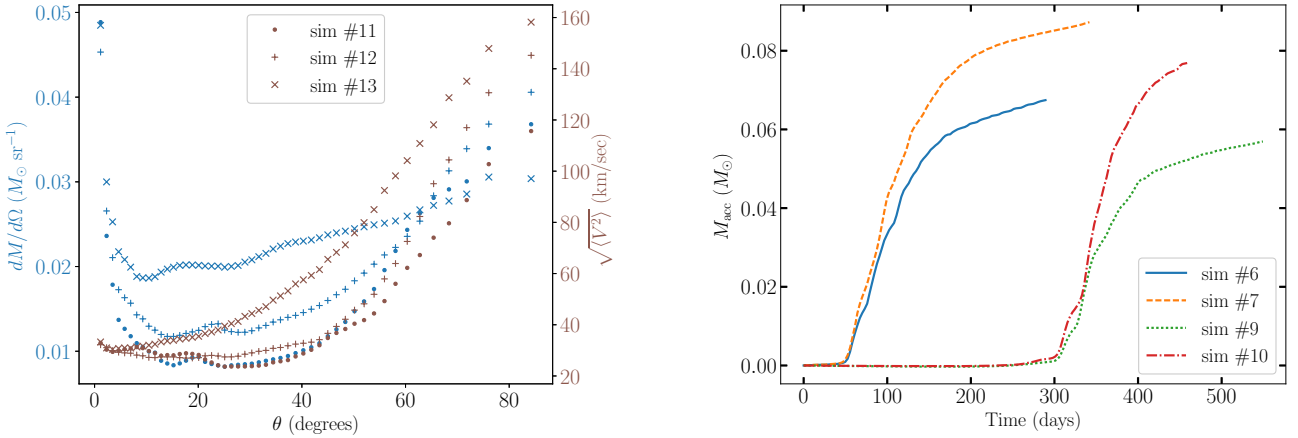 0.05
0.04
0.03
0.02
0.01
dM/dΩ (M⊙ sr⁻¹)
sim #11
sim #12
sim #13
160
140
120
100
80
60
40
20
√⟨V²⟩ (km/sec)
0 20 40 60 80
θ (degrees)
0.08
0.06
0.04
0.02
0.00
M_acc (M⊙)
sim #6
sim #7
sim #9
sim #10
0 100 200 300 400 500
Time (days)